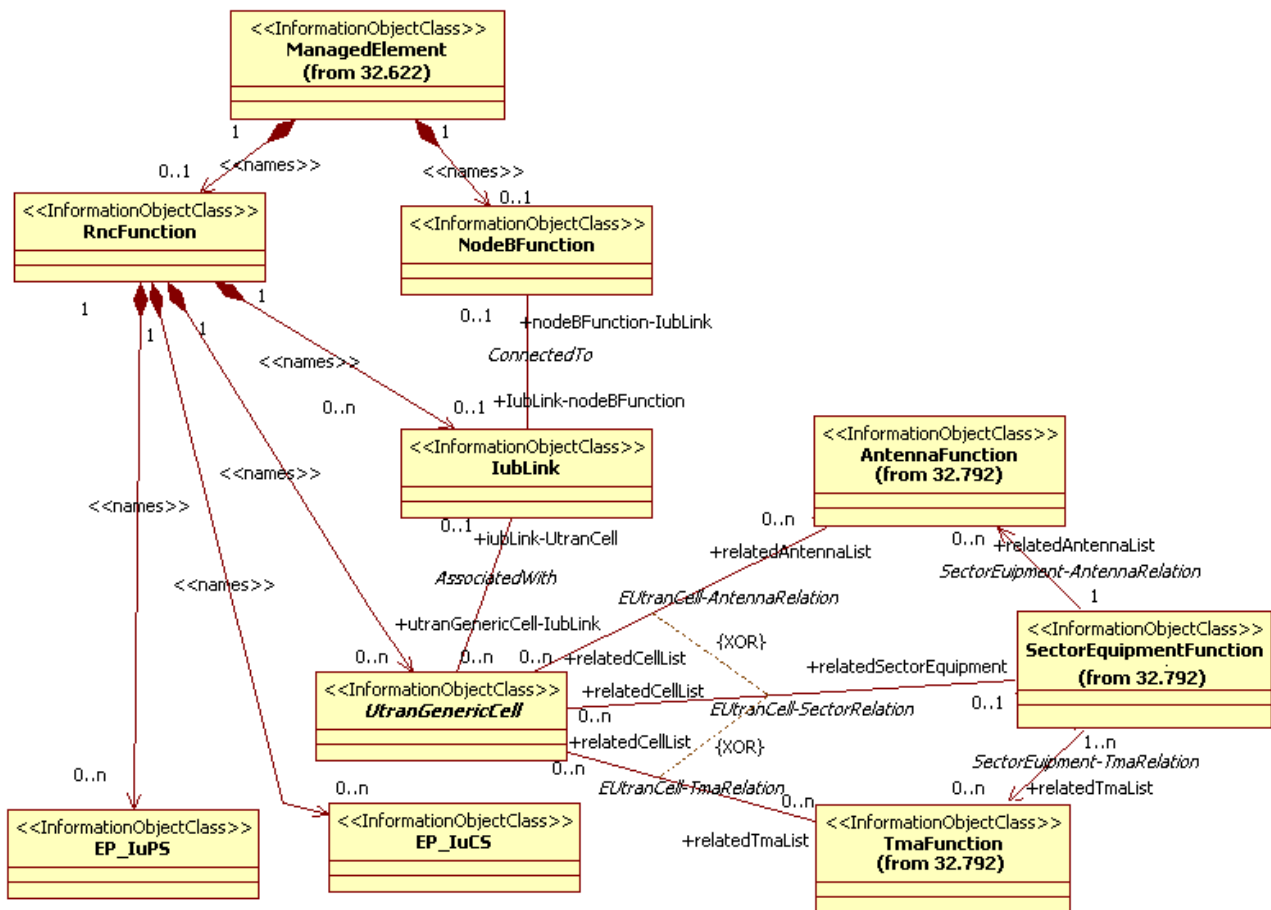 <<InformationObjectClass>>
ManagedElement
(from 32.622)
1
1
0..1
<<names>>
<<names>>
0..1
<<InformationObjectClass>>
RncFunction
<<InformationObjectClass>>
NodeBFunction
1
1
1
1
0..1
+nodeBFunction-IubLink
ConnectedTo
<<names>>
0..n
0..1
+IubLink-nodeBFunction
<<InformationObjectClass>>
IubLink
<<InformationObjectClass>>
AntennaFunction
(from 32.792)
<<names>>
<<names>>
0..1
+iubLink-UtranCell
0..n
+relatedAntennaList
0..n
+relatedAntennaList
SectorEuipment-AntennaRelation
AssociatedWith
<<names>>
EUtranCell-AntennaRelation
1
+utranGenericCell-IubLink
{XOR}
<<InformationObjectClass>>
SectorEquipmentFunction
(from 32.792)
0..n
0..n
0..n
+relatedCellList
+relatedSectorEquipment
<<InformationObjectClass>>
UtranGenericCell
+relatedCellList
0..n
EUtranCell-SectorRelation
0..1
+relatedCellList
{XOR}
1..n
SectorEuipment-TmaRelation
0..n
EUtranCell-TmaRelation
0..n
+relatedTmaList
0..n
0..n
0..n
<<InformationObjectClass>>
EP_IuPS
<<InformationObjectClass>>
EP_IuCS
+relatedTmaList
<<InformationObjectClass>>
TmaFunction
(from 32.792)